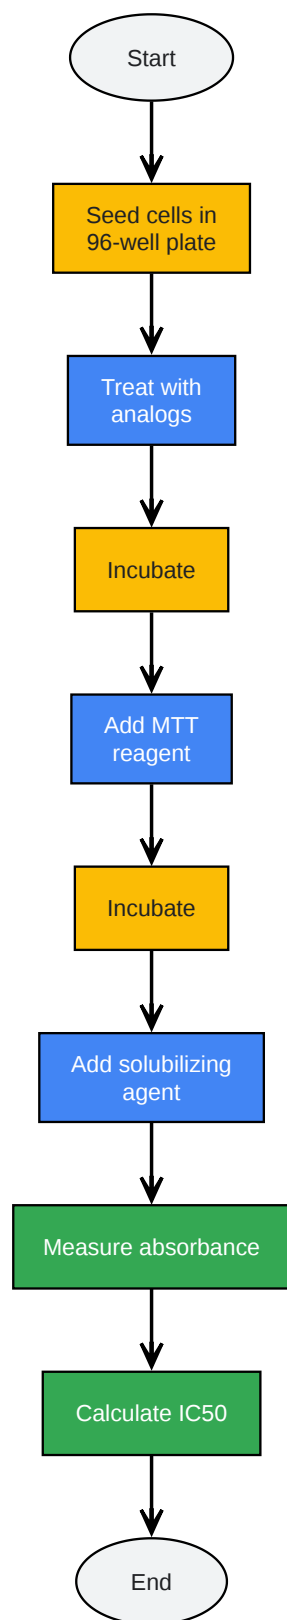 Start
Seed cells in
96-well plate
Treat with
analogs
Incubate
Add MTT
reagent
Incubate
Add solubilizing
agent
Measure absorbance
Calculate IC50
End